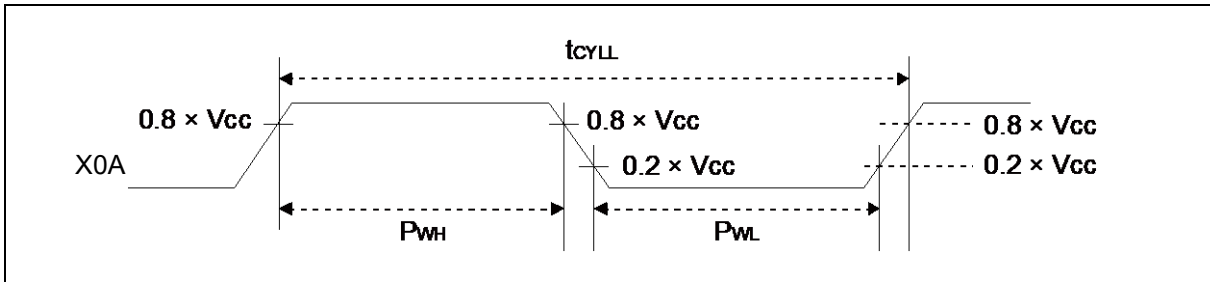 tCYLL
0.8 × Vcc
0.8 × Vcc
0.8 × Vcc
X0A
0.2 × Vcc
0.2 × Vcc
PWH
PWL